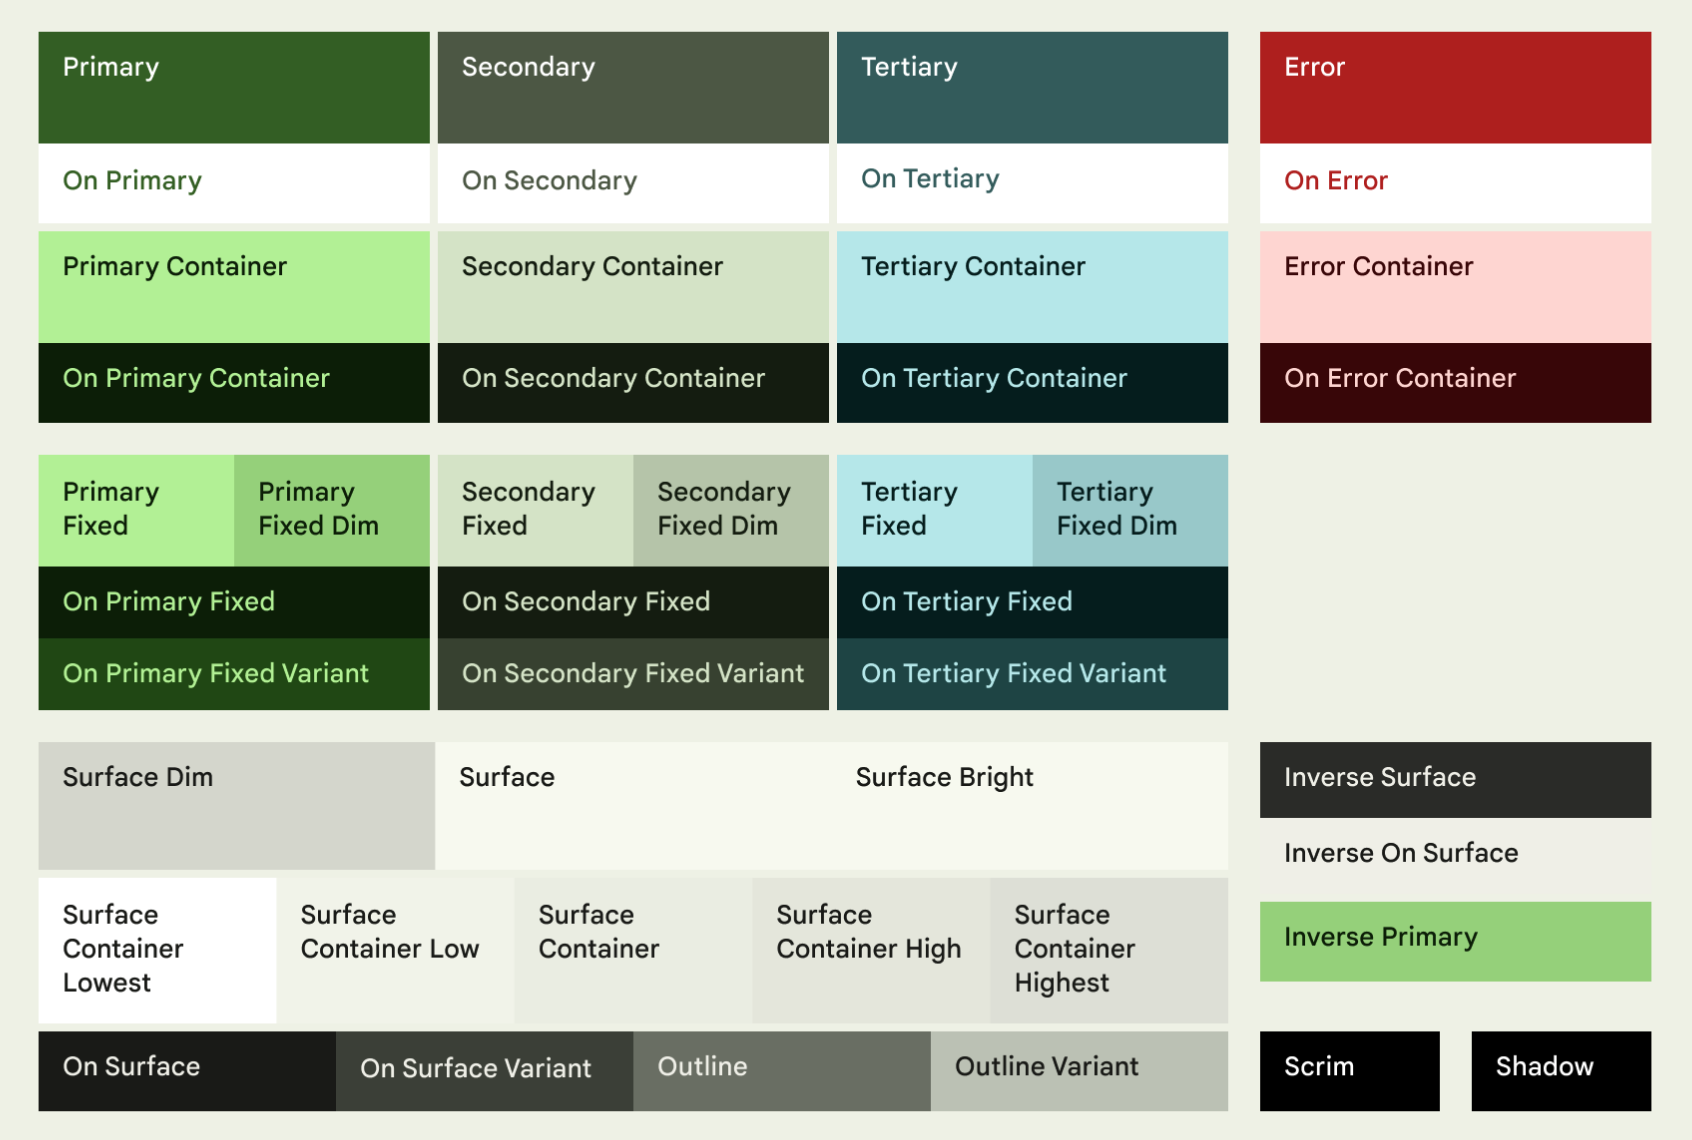 Primary
Secondary
Tertiary
Error
On Primary
On Secondary
On Tertiary
On Error
Primary Container
Secondary Container
Tertiary Container
Error Container
On Primary Container
On Secondary Container
On Tertiary Container
On Error Container
Primary
Fixed
Primary
Fixed Dim
Secondary
Fixed
Secondary
Fixed Dim
Tertiary
Fixed
Tertiary
Fixed Dim
On Primary Fixed
On Secondary Fixed
On Tertiary Fixed
On Primary Fixed Variant
On Secondary Fixed Variant
On Tertiary Fixed Variant
Surface Dim
Surface
Surface Bright
Inverse Surface
Inverse On Surface
Inverse Primary
Surface
Container
Lowest
Surface
Container Low
Surface
Container
Surface
Container High
Surface
Container
Highest
On Surface
On Surface Variant
Outline
Outline Variant
Scrim
Shadow